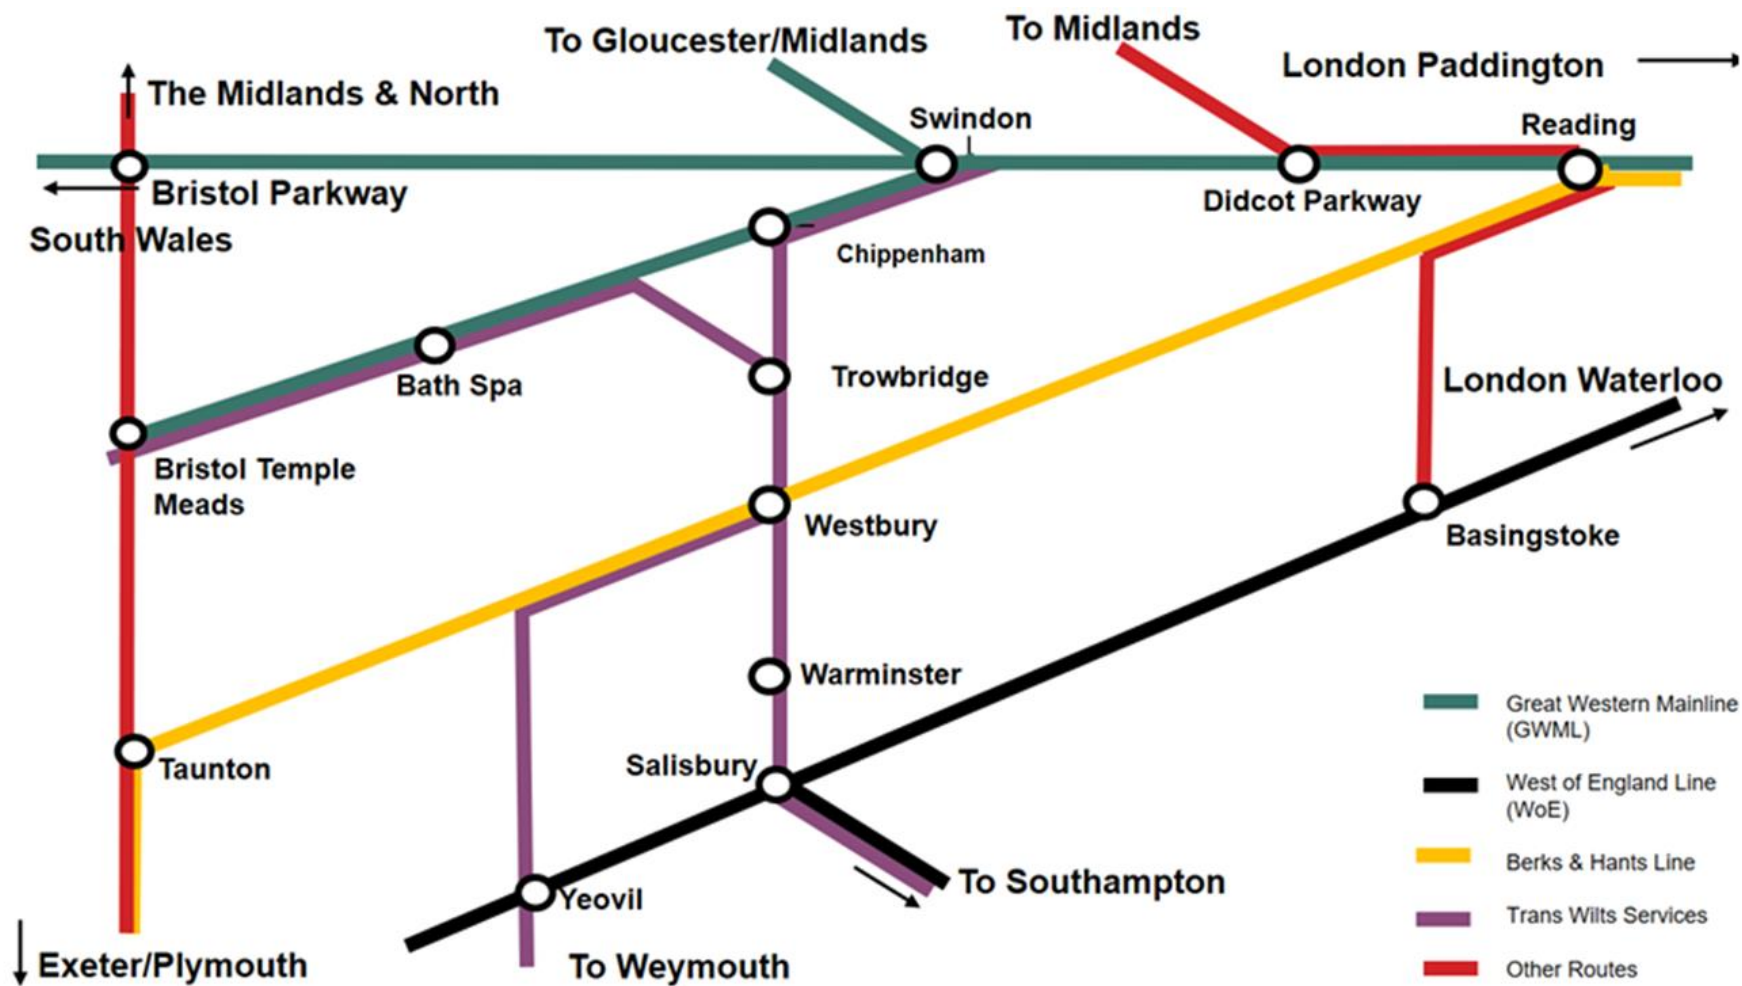 To Midlands
To Gloucester/Midlands
London Paddington
The Midlands & North
Swindon
Reading
Bristol Parkway
Didcot Parkway
South Wales
Chippenham
Trowbridge
London Waterloo
Bath Spa
Bristol Temple
Meads
Westbury
Basingstoke
Warminster
Great Western Mainline
(GWML)
Salisbury
Taunton
West of England Line
(WoE)
Berks & Hants Line
To Southampton
Yeovil
Trans Wilts Services
Exeter/Plymouth
To Weymouth
Other Routes